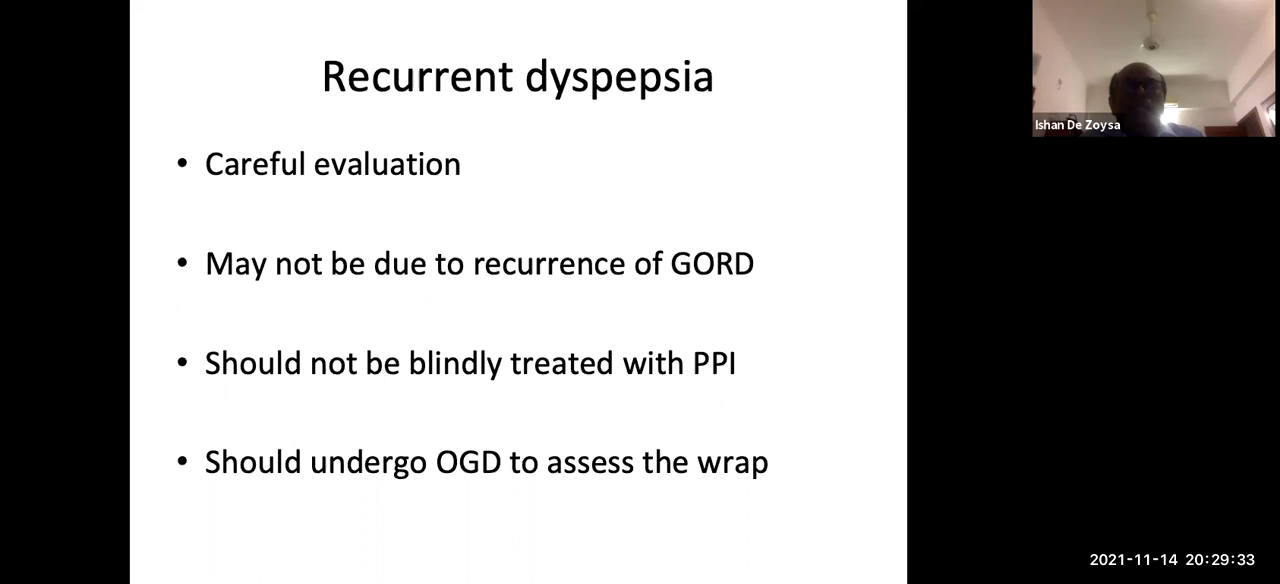 Recurrent dyspepsia
• Careful evaluation
• May not be due to recurrence of GORD
• Should not be blindly treated with PPI
• Should undergo OGD to assess the wrap
Ishan De Zoysa
2021-11-14 20:29:33